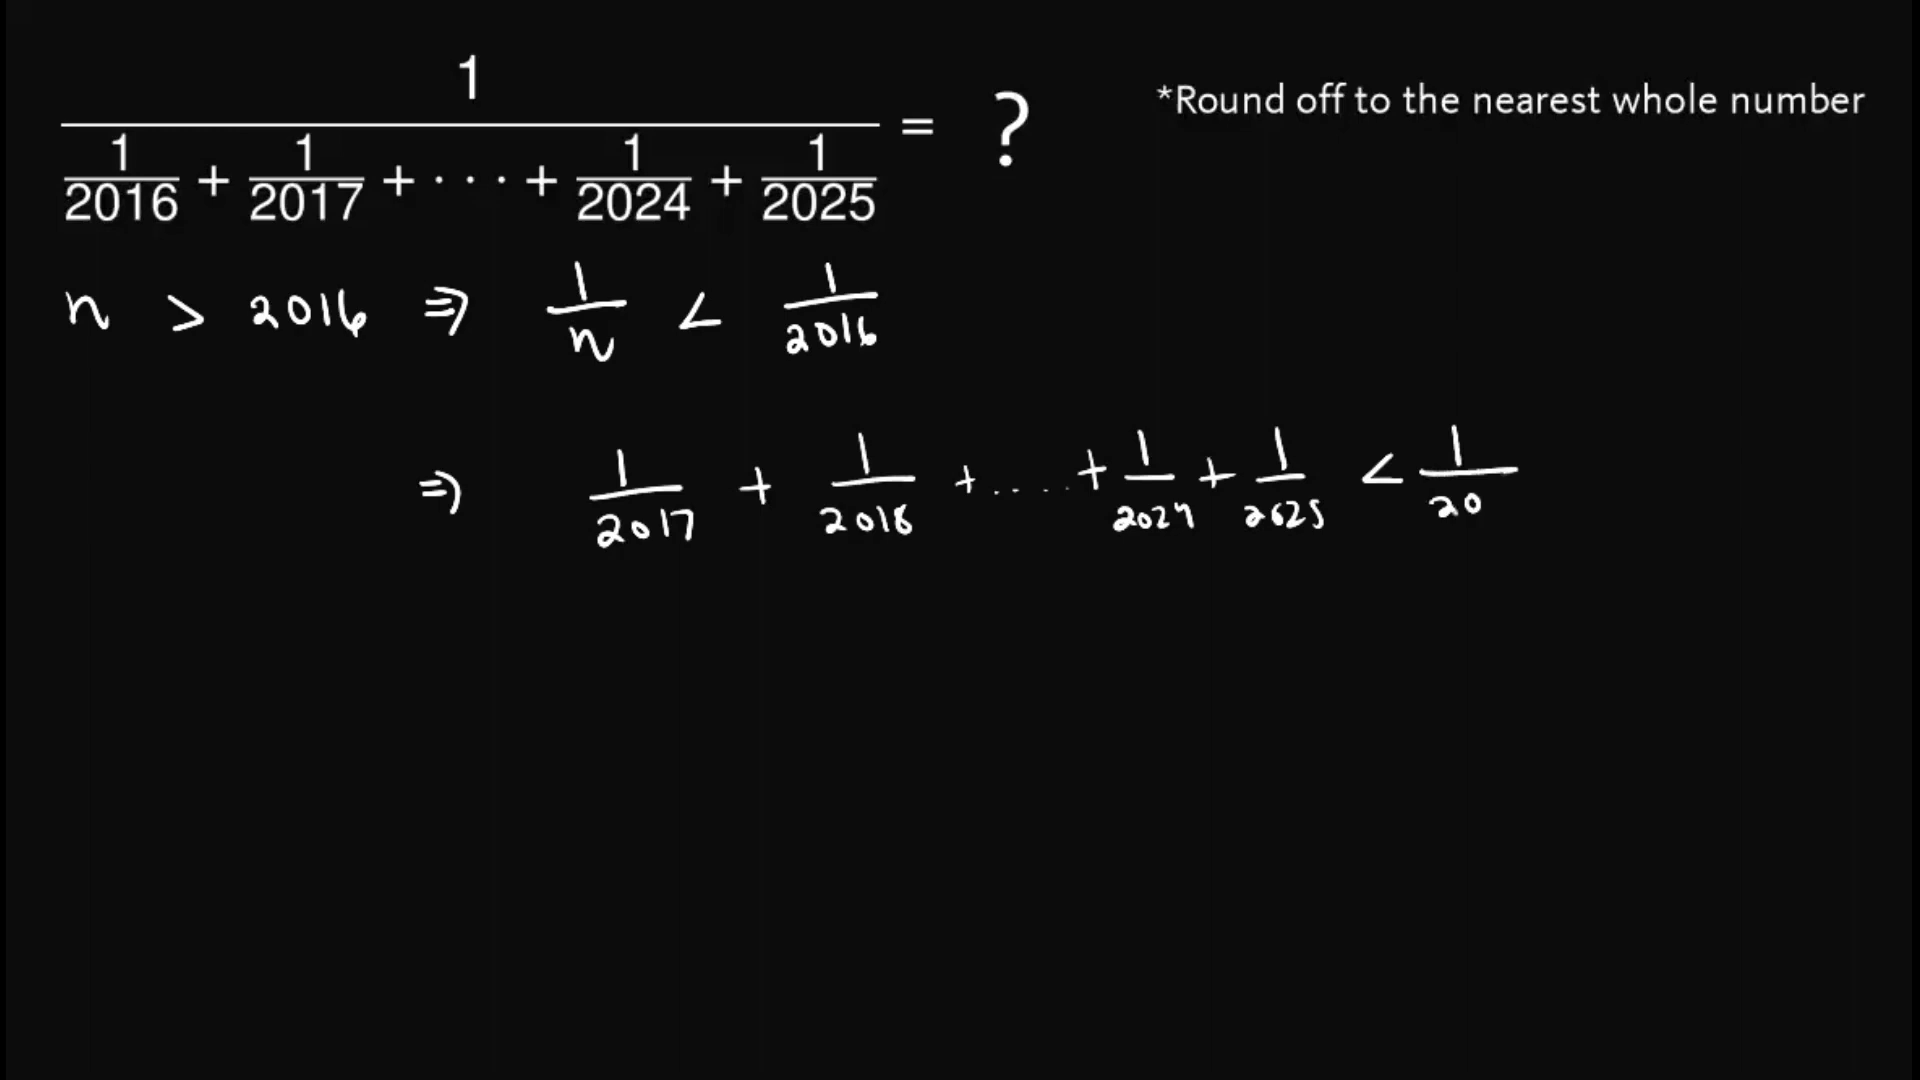 1
1/2016 + 1/2017 + · · · + 1/2024 + 1/2025 = ?
*Round off to the nearest whole number
n > 2016 ⇒ 1/n < 1/2016
⇒ 1/2017 + 1/2018 + .... + 1/2024 + 1/2025 < 1/20